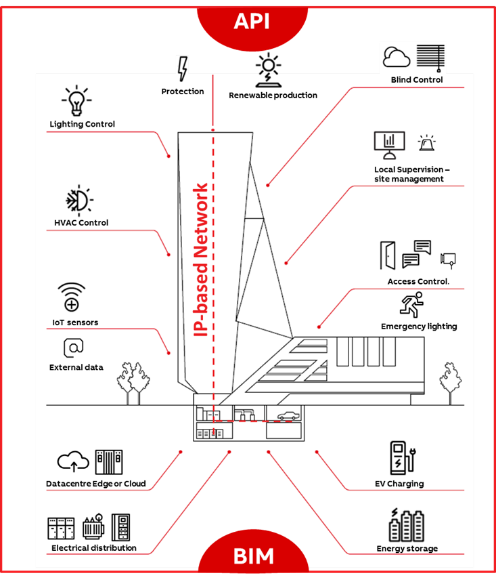 API
Protection
Renewable production
Blind Control
Lighting Control
Local Supervision –
site management
HVAC Control
IP-based Network
Access Control.
IoT sensors
Emergency lighting
External data
Datacentre Edge or Cloud
EV Charging
Electrical distribution
Energy storage
BIM